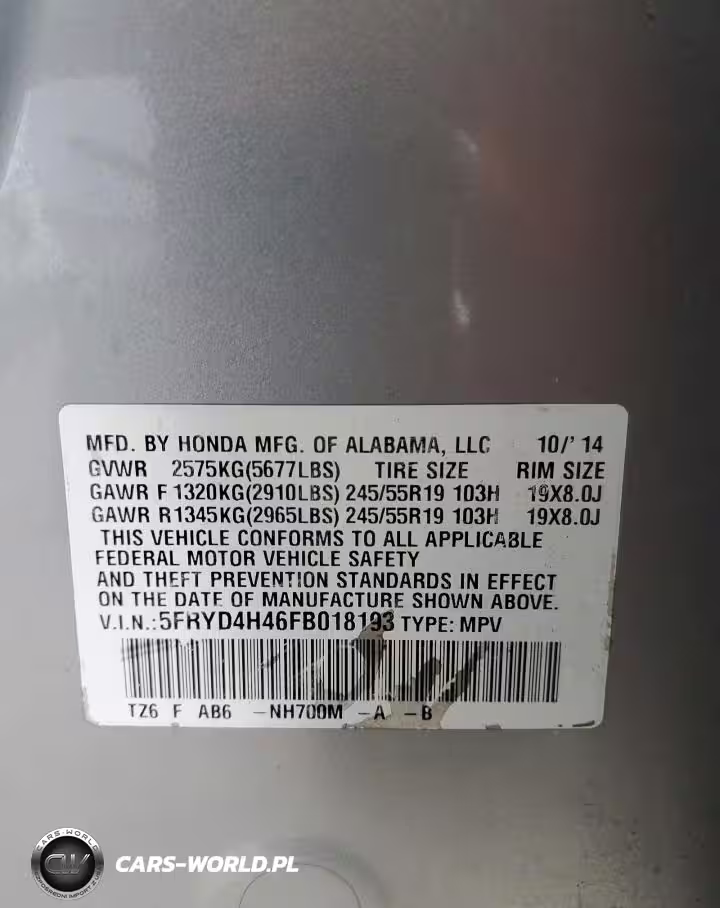 MFD. BY HONDA MFG. OF ALABAMA, LLC 10/'14
GVWR 2575KG(5677LBS) TIRE SIZE RIM SIZE
GAWR F 1320KG(2910LBS) 245/55R19 103H 19X8.0J
GAWR R 1345KG(2965LBS) 245/55R19 103H 19X8.0J
THIS VEHICLE CONFORMS TO ALL APPLICABLE
FEDERAL MOTOR VEHICLE SAFETY
AND THEFT PREVENTION STANDARDS IN EFFECT
ON THE DATE OF MANUFACTURE SHOWN ABOVE.
V.I.N.:5FRYD4H46FB018193 TYPE: MPV
TZ6 F AB6 -NH700M -A -B
CARS-WORLD
CW
CARS-WORLD.PL